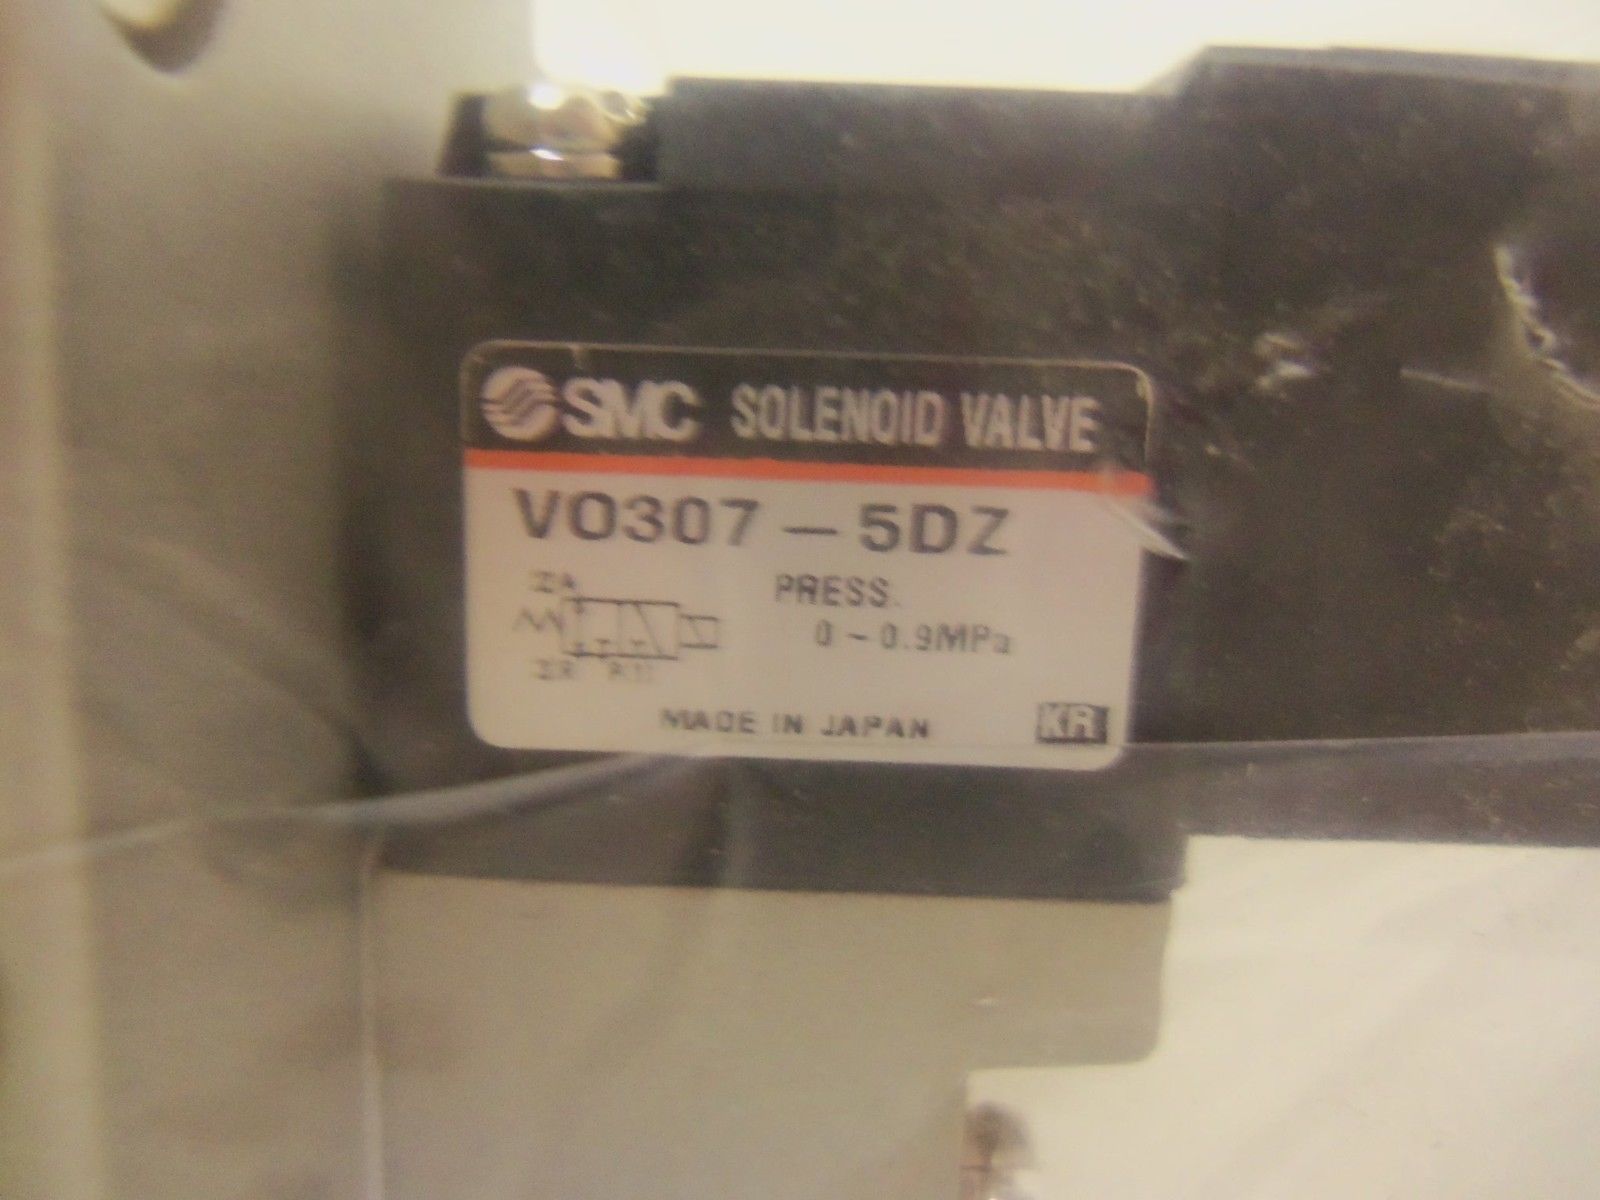 SMC SOLENOID VALVE
VO307-5DZ
PRESS.
0~0.9MPa
MADE IN JAPAN KR